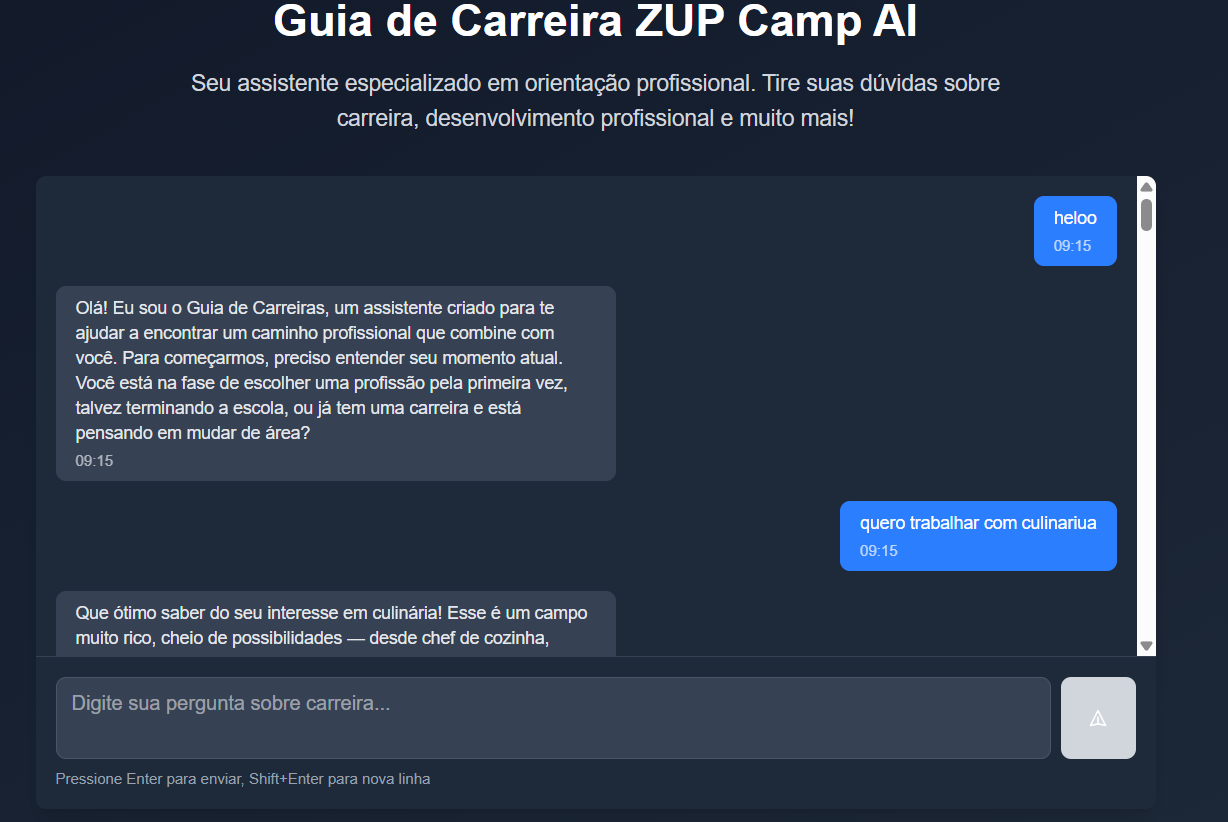 Guia de Carreira ZUP Camp AI
Seu assistente especializado em orientação profissional. Tire suas dúvidas sobre
carreira, desenvolvimento profissional e muito mais!
heloo
09:15
Olá! Eu sou o Guia de Carreiras, um assistente criado para te
ajudar a encontrar um caminho profissional que combine com
você. Para começarmos, preciso entender seu momento atual.
Você está na fase de escolher uma profissão pela primeira vez,
talvez terminando a escola, ou já tem uma carreira e está
pensando em mudar de área?
09:15
quero trabalhar com culinariua
09:15
Que ótimo saber do seu interesse em culinária! Esse é um campo
muito rico, cheio de possibilidades — desde chef de cozinha,
Digite sua pergunta sobre carreira...
Pressione Enter para enviar, Shift+Enter para nova linha